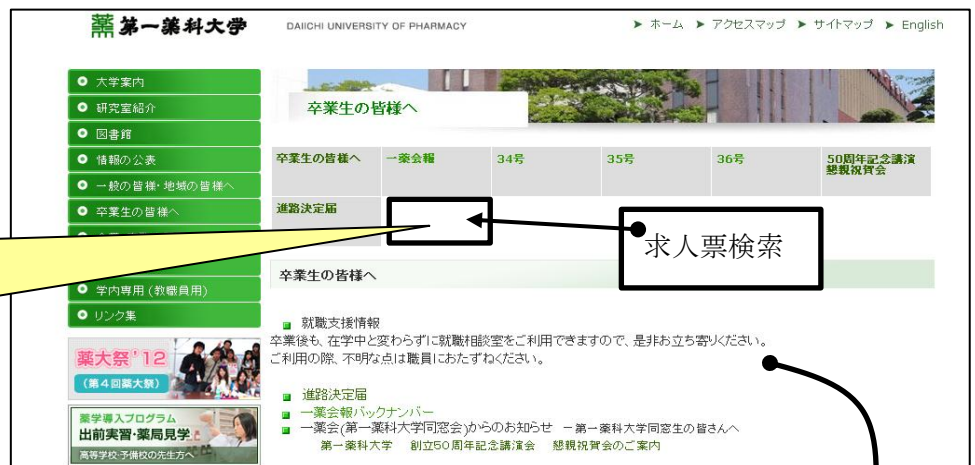 薬 第一薬科大学
DAIICHI UNIVERSITY OF PHARMACY
ホーム アクセスマップ サイトマップ English
大学案内
研究室紹介
図書館
情報の公表
一般の皆様・地域の皆様へ
卒業生の皆様へ
学内専用(教職員用)
リンク集
薬大祭'12
(第4回薬大祭)
薬学導入プログラム
出前実習・薬局見学
高等学校・予備校の先生方へ
卒業生の皆様へ
卒業生の皆様へ 一薬会報 34号 35号 36号 50周年記念講演
懇親祝賀会
進路決定届
求人票検索
卒業生の皆様へ
就職支援情報
卒業後も、在学中と変わらずに就職相談室をご利用できますので、是非お立ち寄りください。
ご利用の際、不明な点は職員におたずねください。
進路決定届
一薬会報バックナンバー
一薬会(第一薬科大学同窓会)からのお知らせ －第一薬科大学同窓生の皆さんへ
第一薬科大学 創立50周年記念講演会 懇親祝賀会のご案内